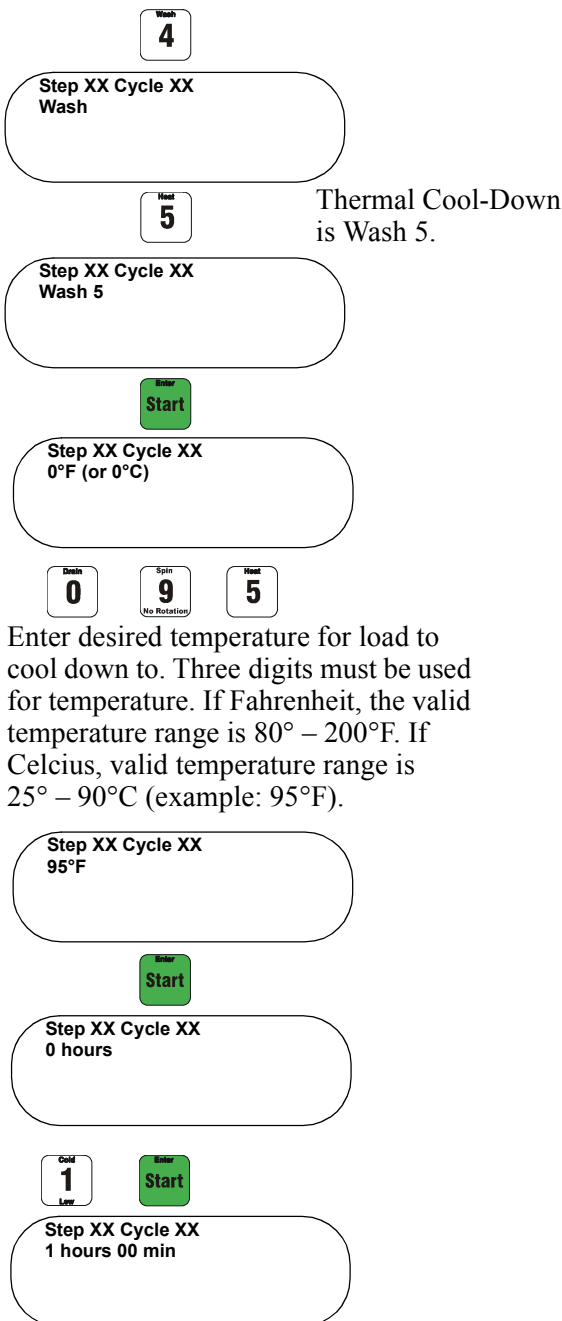 Wash
4
Step XX Cycle XX
Wash
Heat
5
Thermal Cool-Down
is Wash 5.
Step XX Cycle XX
Wash 5
Enter
Start
Step XX Cycle XX
0°F (or 0°C)
Drain
0
Spin
9
No Rotation
Heat
5
Enter desired temperature for load to
cool down to. Three digits must be used
for temperature. If Fahrenheit, the valid
temperature range is 80° – 200°F. If
Celcius, valid temperature range is
25° – 90°C (example: 95°F).
Step XX Cycle XX
95°F
Enter
Start
Step XX Cycle XX
0 hours
Cold
1
Low
Enter
Start
Step XX Cycle XX
1 hours 00 min